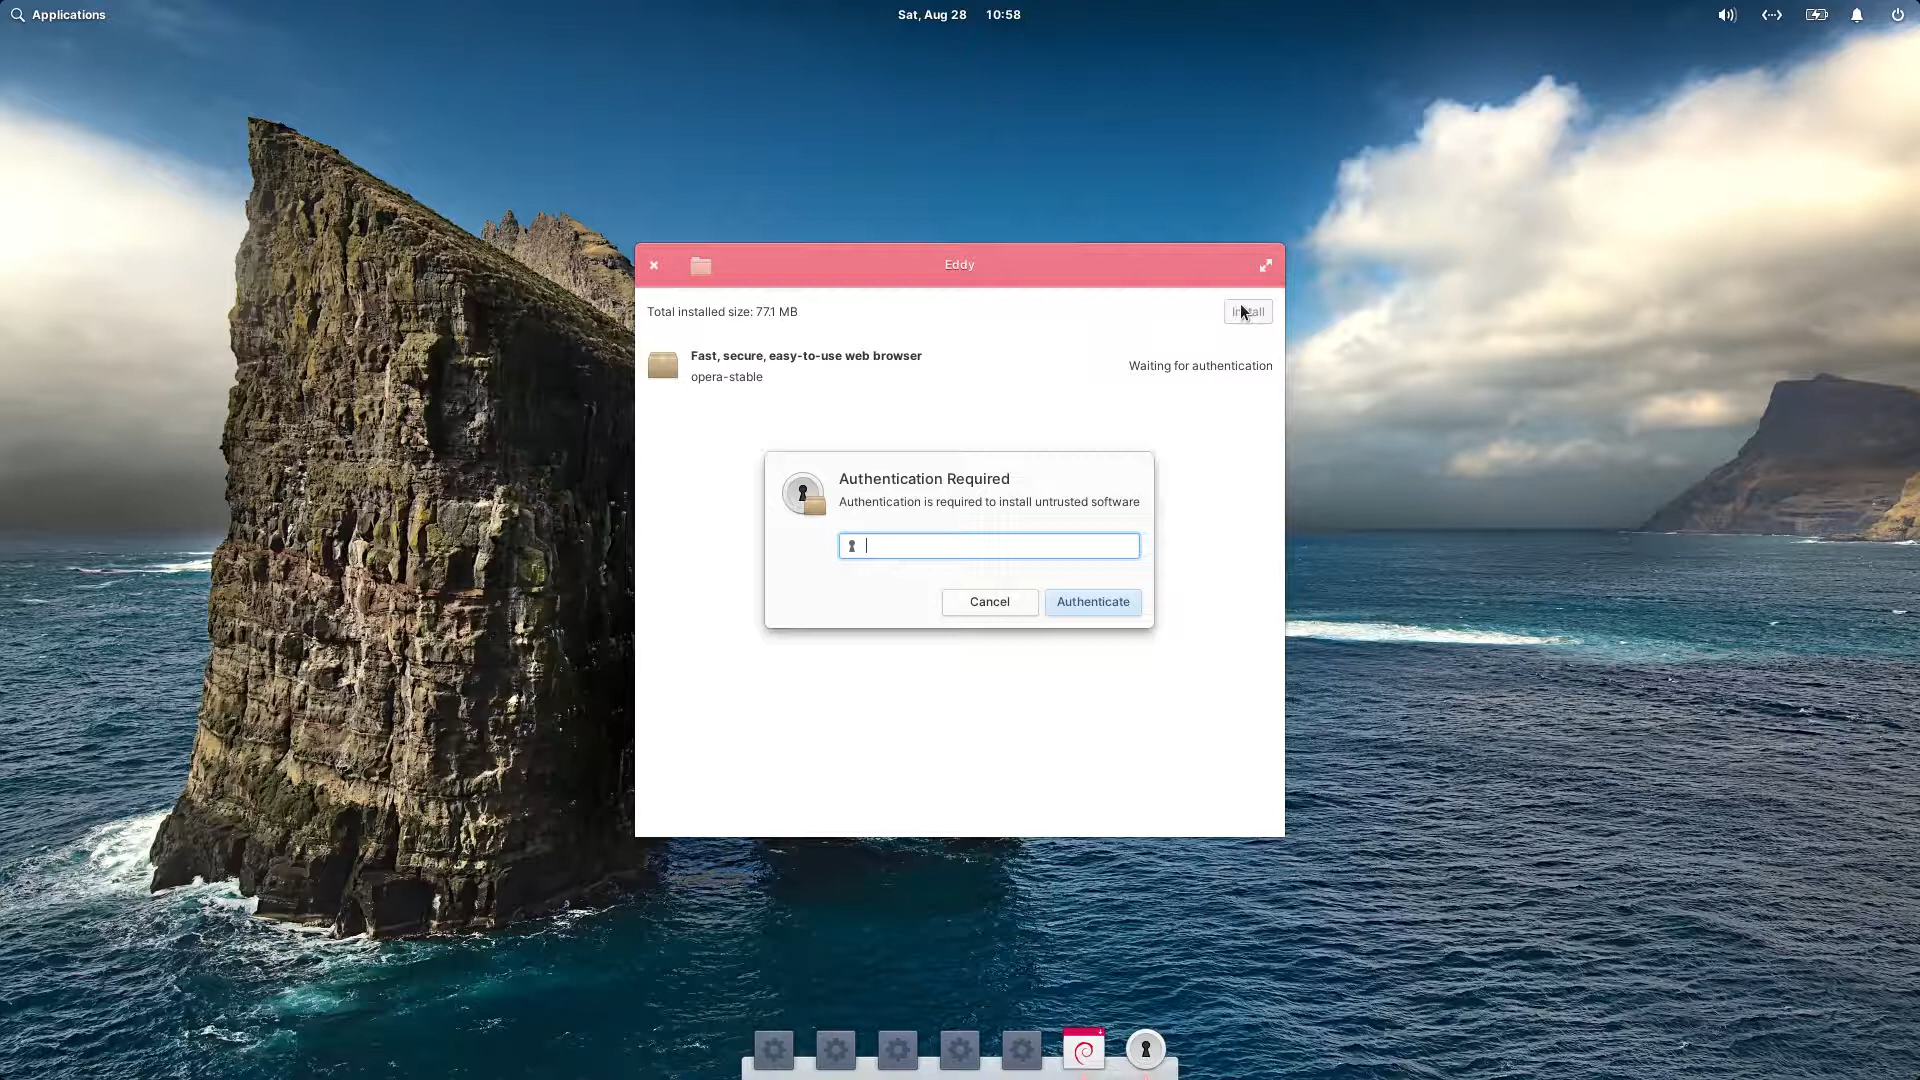 Applications
Sat, Aug 28 10:58
Eddy
Total installed size: 77.1 MB
Install
Fast, secure, easy-to-use web browser
opera-stable
Waiting for authentication
Authentication Required
Authentication is required to install untrusted software
Cancel
Authenticate